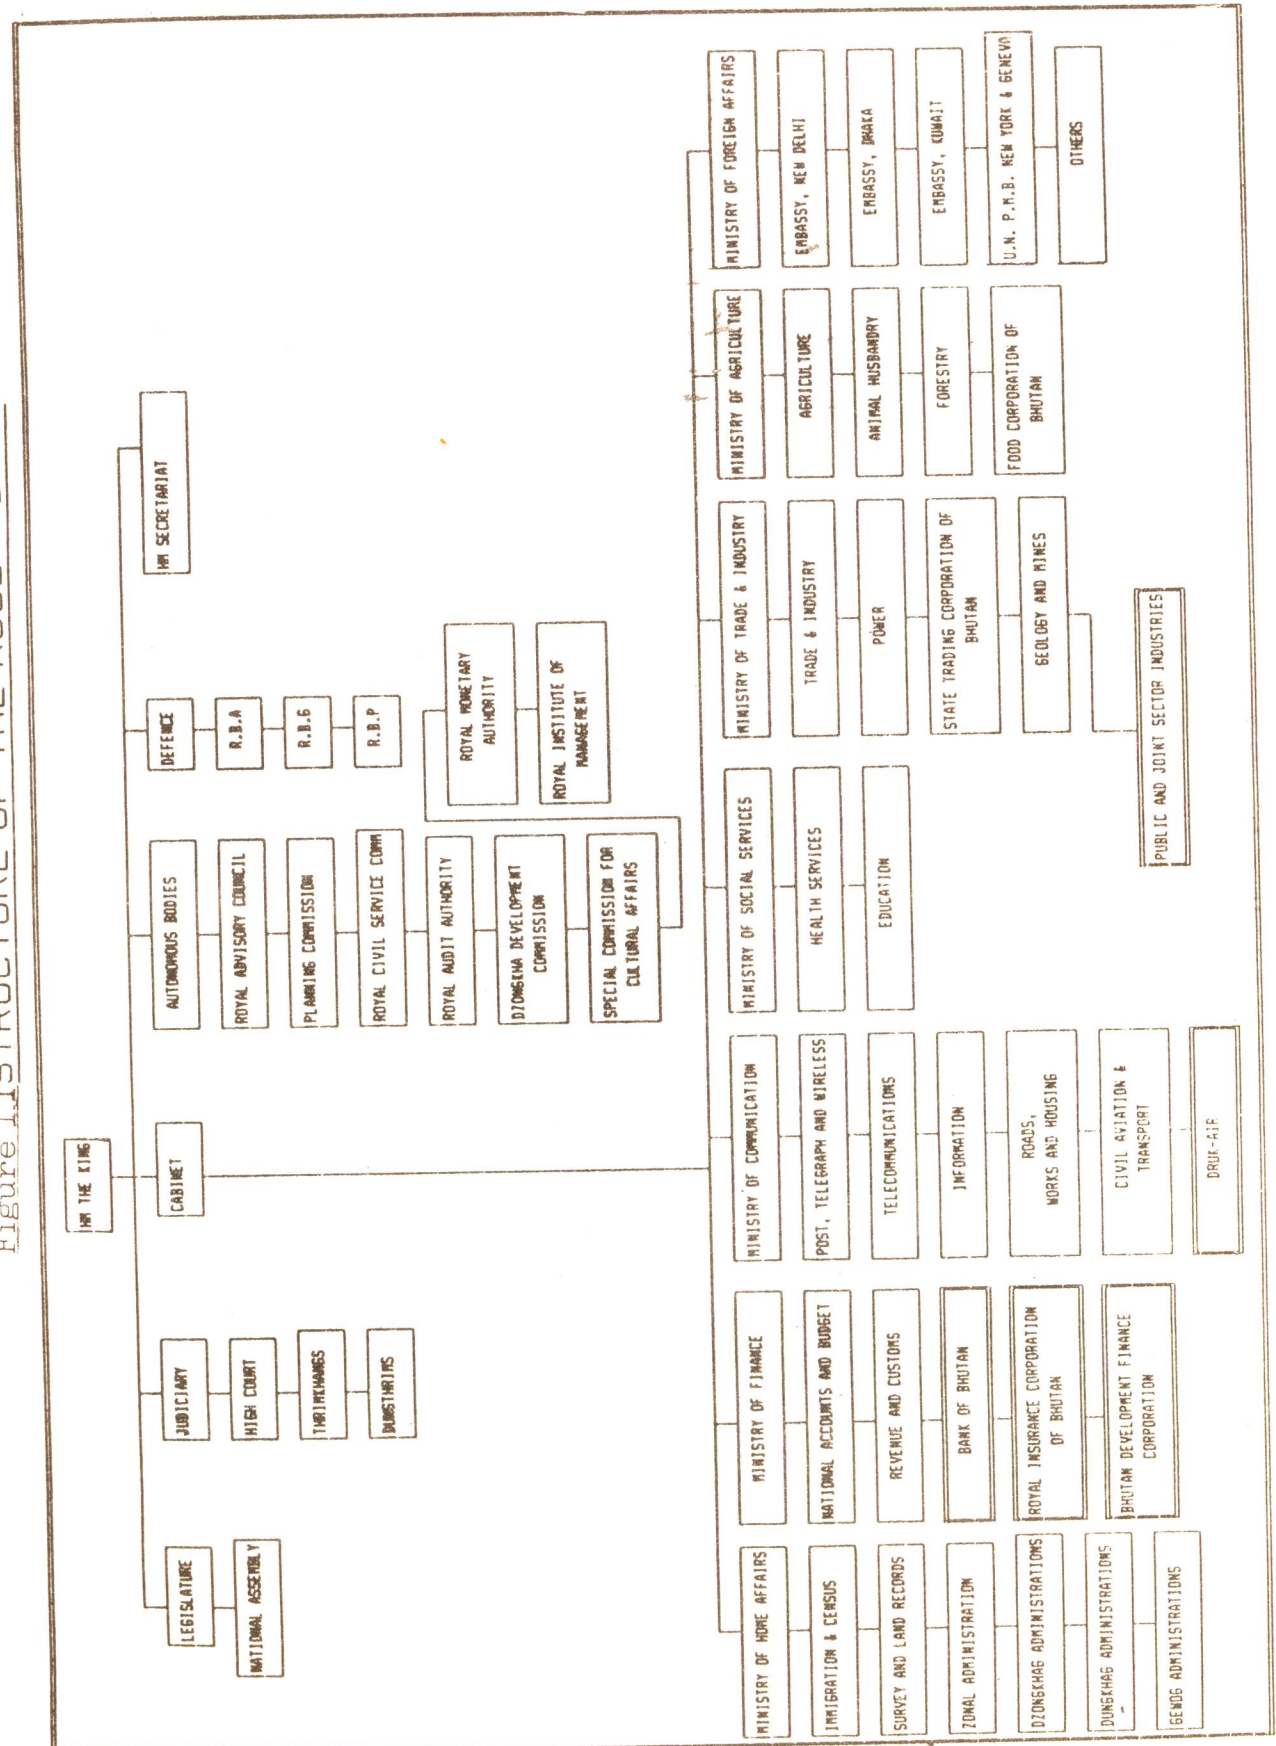 Figure 1.1 STRUCTURE OF THE
HM THE KING
LEGISLATURE
NATIONAL ASSEMBLY
JUDICIARY
HIGH COURT
THRIMKHANGS
DUNGTHRIMS
CABINET
AUTONOMOUS BODIES
ROYAL ADVISORY COUNCIL
PLANNING COMMISSION
ROYAL CIVIL SERVICE COMM
ROYAL AUDIT AUTHORITY
DZONGKHA DEVELOPMENT
COMMISSION
SPECIAL COMMISSION FOR
CULTURAL AFFAIRS
ROYAL MONETARY
AUTHORITY
ROYAL INSTITUTE OF
MANAGEMENT
DEFENCE
R.B.A
R.B.G
R.B.P
HM SECRETARIAT
MINISTRY OF HOME AFFAIRS
IMMIGRATION & CENSUS
SURVEY AND LAND RECORDS
ZONAL ADMINISTRATION
DZONGKHAG ADMINISTRATIONS
DUNGKHAG ADMINISTRATIONS
GEWOG ADMINISTRATIONS
MINISTRY OF FINANCE
NATIONAL ACCOUNTS AND BUDGET
REVENUE AND CUSTOMS
BANK OF BHUTAN
ROYAL INSURANCE CORPORATION
OF BHUTAN
BHUTAN DEVELOPMENT FINANCE
CORPORATION
MINISTRY OF COMMUNICATION
POST, TELEGRAPH AND WIRELESS
TELECOMMUNICATIONS
INFORMATION
ROADS,
WORKS AND HOUSING
CIVIL AVIATION &
TRANSPORT
DRUK-AIR
MINISTRY OF SOCIAL SERVICES
HEALTH SERVICES
EDUCATION
MINISTRY OF TRADE & INDUSTRY
TRADE & INDUSTRY
POWER
STATE TRADING CORPORATION OF
BHUTAN
GEOLOGY AND MINES
PUBLIC AND JOINT SECTOR INDUSTRIES
MINISTRY OF AGRICULTURE
AGRICULTURE
ANIMAL HUSBANDRY
FORESTRY
FOOD CORPORATION OF
BHUTAN
MINISTRY OF FOREIGN AFFAIRS
EMBASSY, NEW DELHI
EMBASSY, DHAKA
EMBASSY, KUWAIT
U.N. P.M.B. NEW YORK & GENEVA
OTHERS